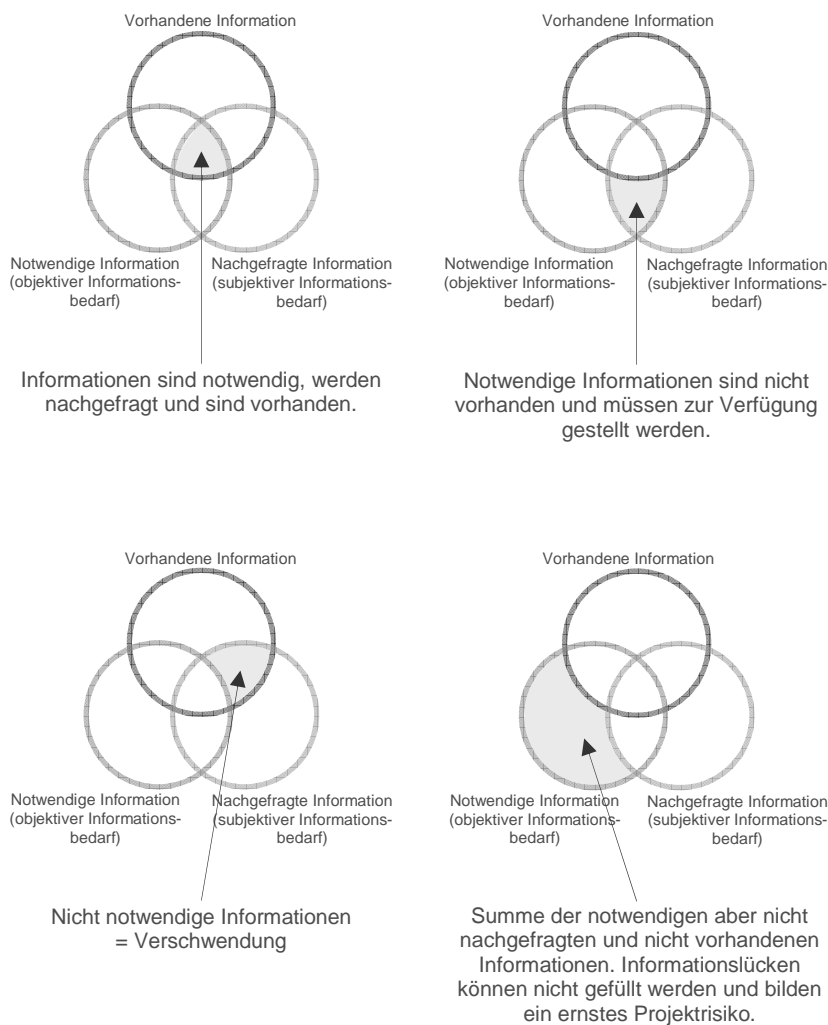 Vorhandene Information
Notwendige Information
(objektiver Informations-
bedarf)
Nachgefragte Information
(subjektiver Informations-
bedarf)
Informationen sind notwendig, werden
nachgefragt und sind vorhanden.
Vorhandene Information
Notwendige Information
(objektiver Informations-
bedarf)
Nachgefragte Information
(subjektiver Informations-
bedarf)
Notwendige Informationen sind nicht
vorhanden und müssen zur Verfügung
gestellt werden.
Vorhandene Information
Notwendige Information
(objektiver Informations-
bedarf)
Nachgefragte Information
(subjektiver Informations-
bedarf)
Nicht notwendige Informationen
= Verschwendung
Vorhandene Information
Notwendige Information
(objektiver Informations-
bedarf)
Nachgefragte Information
(subjektiver Informations-
bedarf)
Summe der notwendigen aber nicht
nachgefragten und nicht vorhandenen
Informationen. Informationslücken
können nicht gefüllt werden und bilden
ein ernstes Projektrisiko.